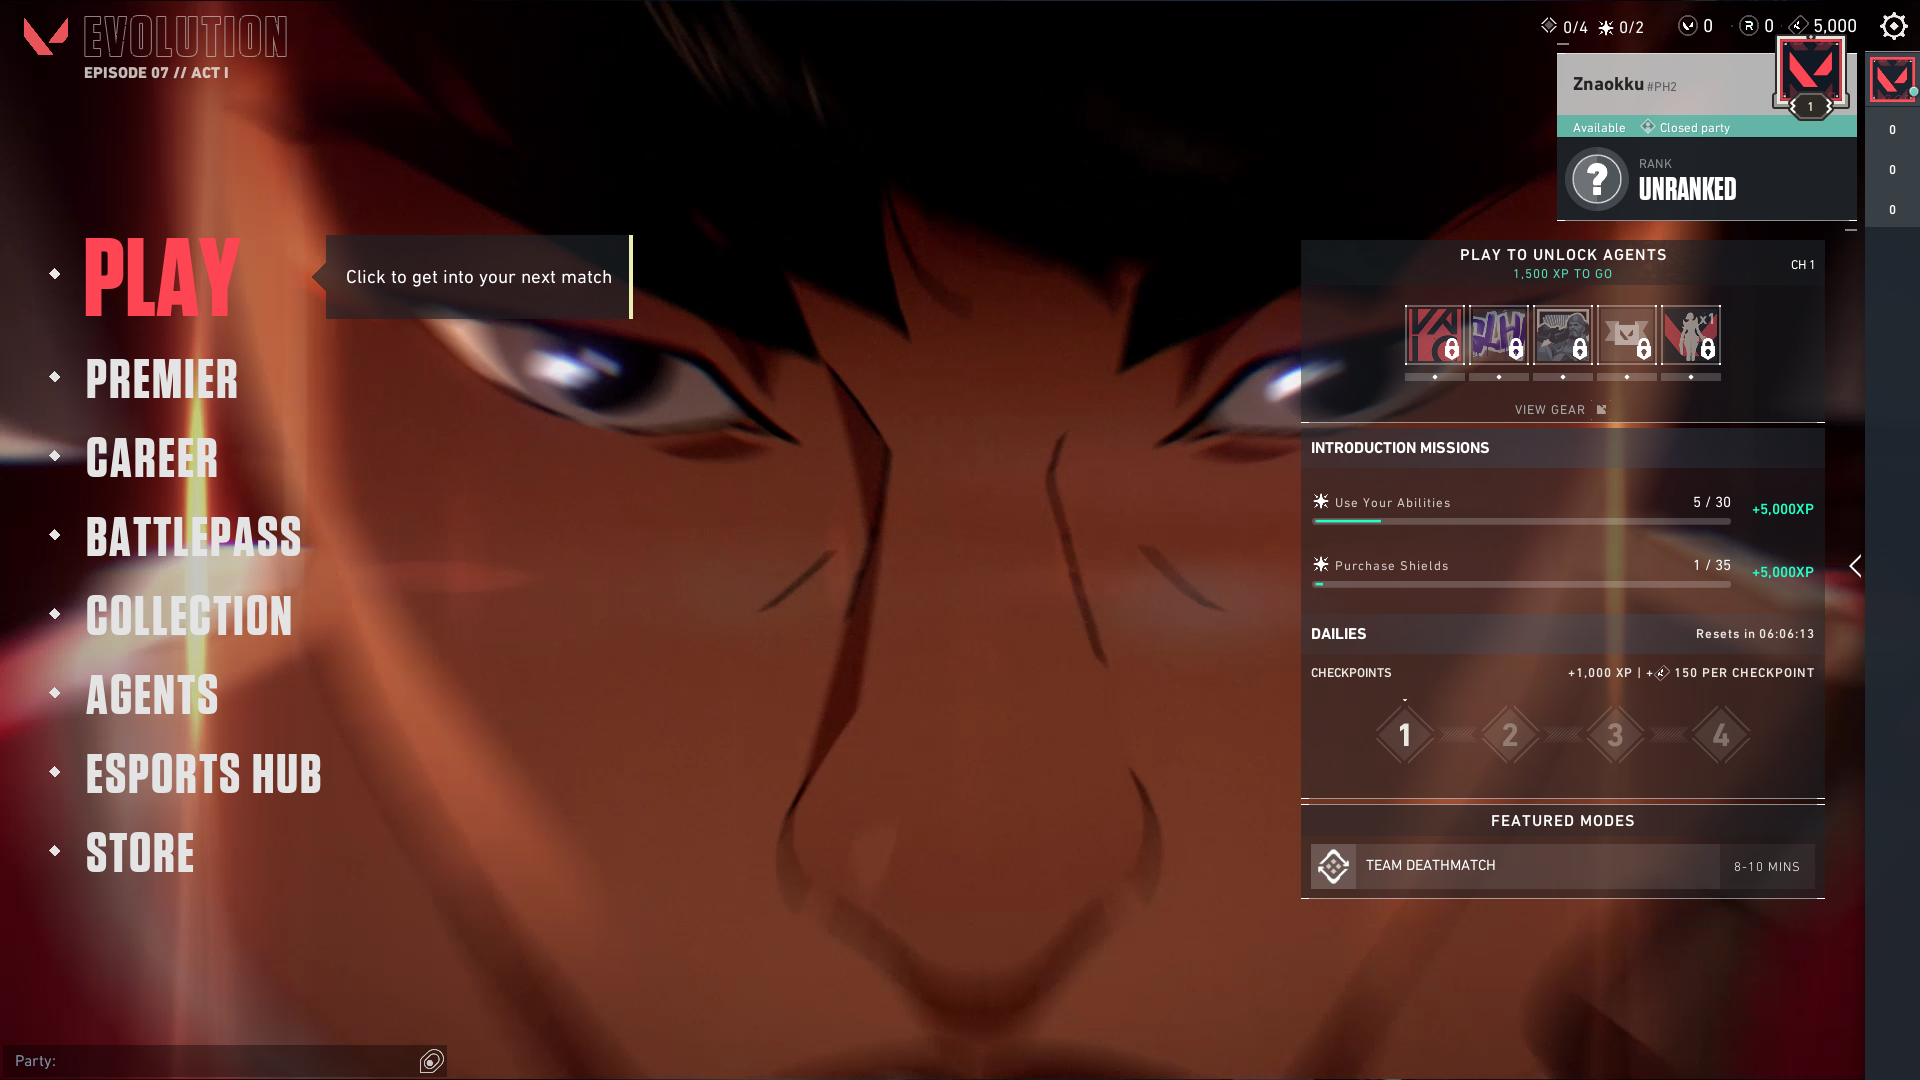 EVOLUTION
EPISODE 07 // ACT I
0/4 0/2 0 R 0 5,000
Znaokku #PH2
1
Available Closed party
?
RANK
UNRANKED
0
0
0
PLAY
Click to get into your next match
PREMIER
CAREER
BATTLEPASS
COLLECTION
AGENTS
ESPORTS HUB
STORE
PLAY TO UNLOCK AGENTS
1,500 XP TO GO
CH 1
x1
VIEW GEAR
INTRODUCTION MISSIONS
Use Your Abilities 5 / 30 +5,000XP
Purchase Shields 1 / 35 +5,000XP
DAILIES Resets in 06:06:13
CHECKPOINTS +1,000 XP | + 150 PER CHECKPOINT
1 2 3 4
FEATURED MODES
TEAM DEATHMATCH 8-10 MINS
Party: